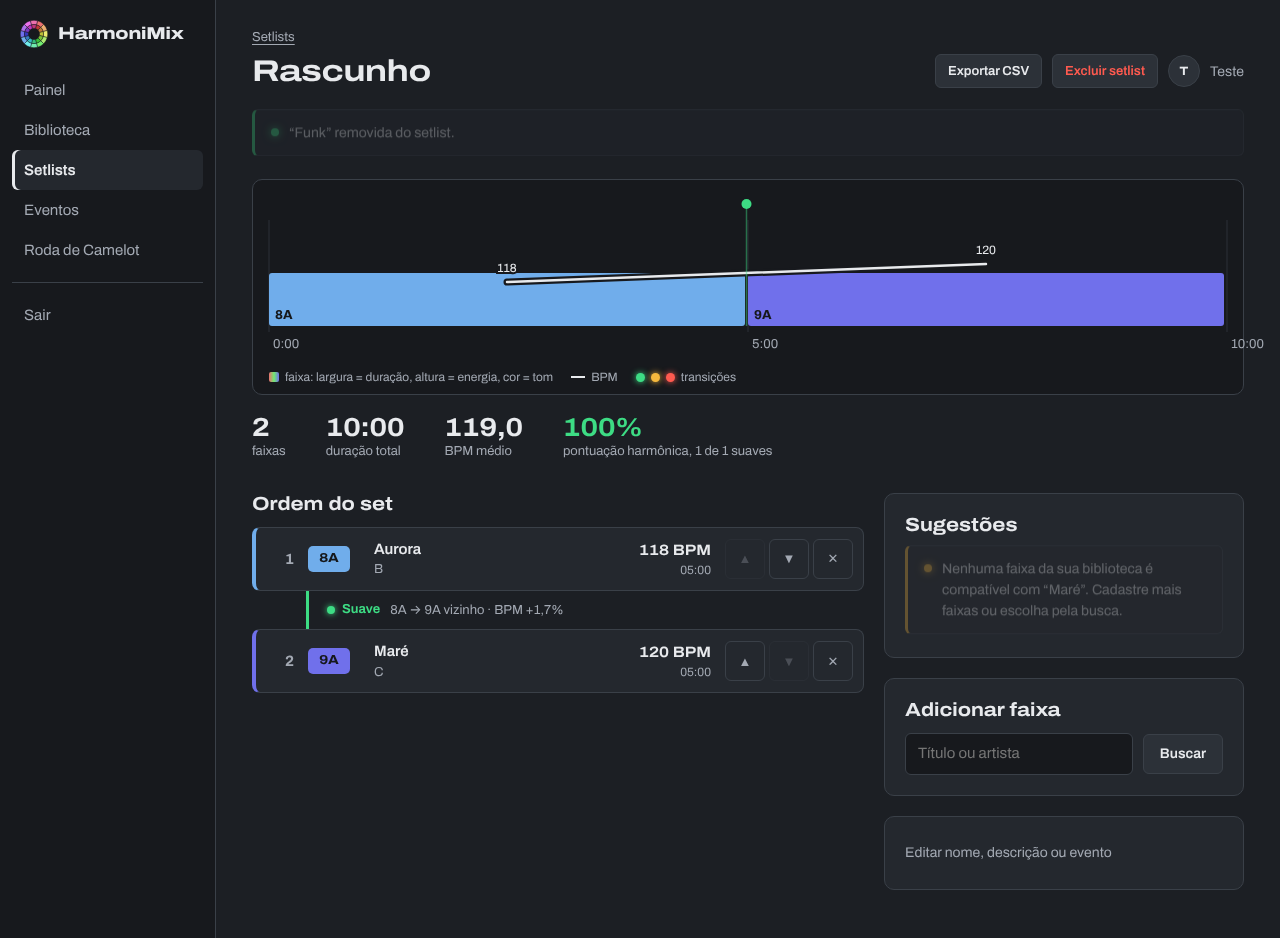 HarmoniMix
Painel
Biblioteca
Setlists
Eventos
Roda de Camelot
Sair
Setlists
Rascunho
Exportar CSV
Excluir setlist
T
Teste
“Funk” removida do setlist.
118
120
8A
9A
0:00
5:00
10:00
faixa: largura = duração, altura = energia, cor = tom
BPM
transições
2
faixas
10:00
duração total
119,0
BPM médio
100%
pontuação harmônica, 1 de 1 suaves
Ordem do set
1
8A
Aurora
B
118 BPM
05:00
▲
▼
×
Suave 8A → 9A vizinho · BPM +1,7%
2
9A
Maré
C
120 BPM
05:00
▲
▼
×
Sugestões
Nenhuma faixa da sua biblioteca é
compatível com “Maré”. Cadastre mais
faixas ou escolha pela busca.
Adicionar faixa
Título ou artista
Buscar
Editar nome, descrição ou evento